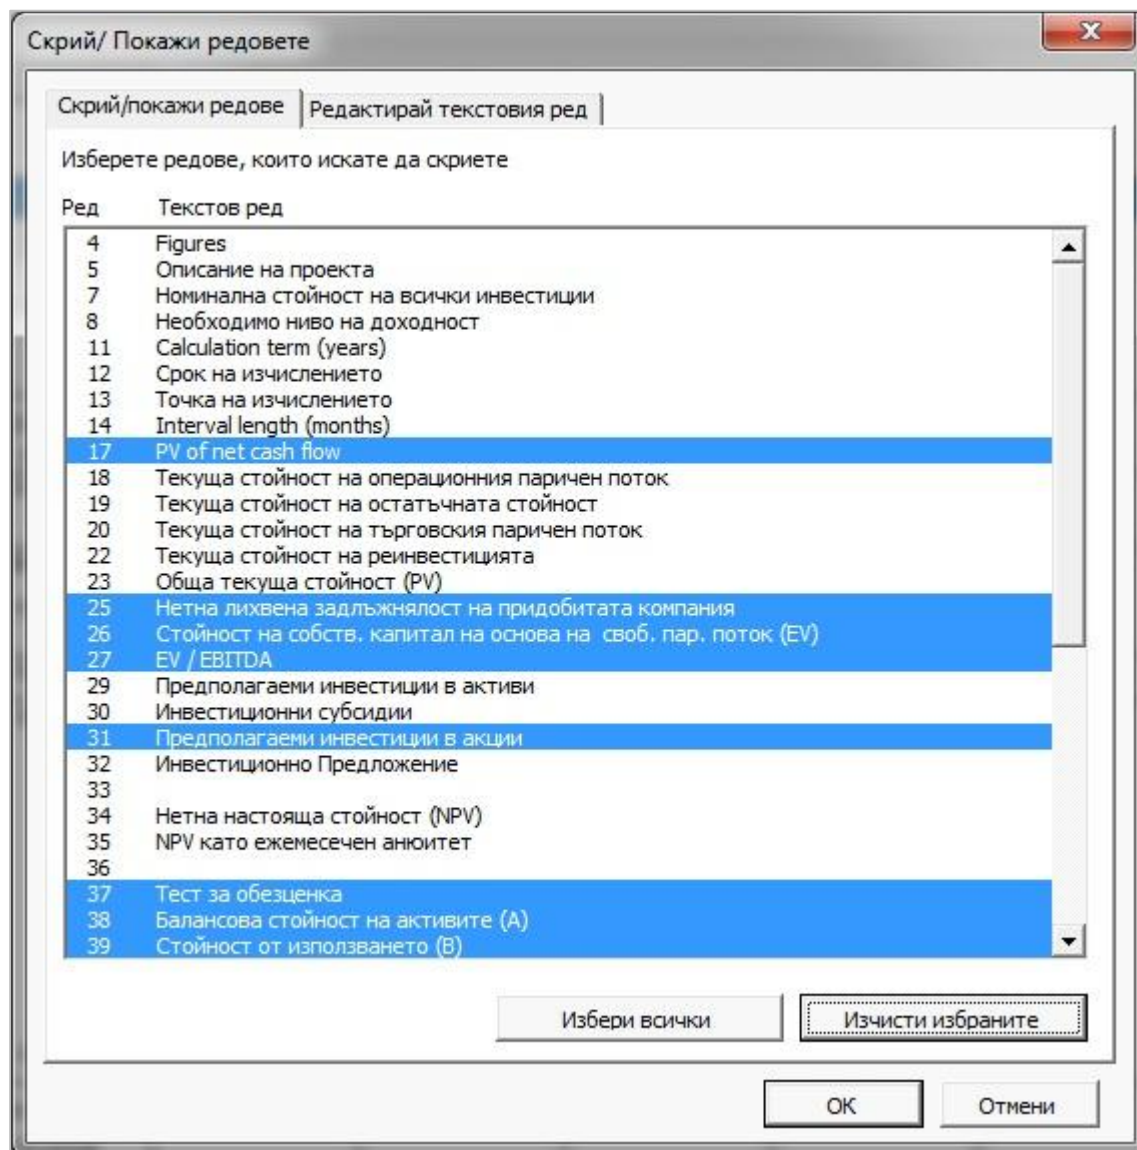 Скрий/ Покажи редовете
Скрий/покажи редове Редактирай текстовия ред
Изберете редове, които искате да скриете
Ред Текстов ред
4 Figures
5 Описание на проекта
7 Номинална стойност на всички инвестиции
8 Необходимо ниво на доходност
11 Calculation term (years)
12 Срок на изчислението
13 Точка на изчислението
14 Interval length (months)
17 PV of net cash flow
18 Текуща стойност на операционния паричен поток
19 Текуща стойност на остатъчната стойност
20 Текуща стойност на търговския паричен поток
22 Текуща стойност на реинвестицията
23 Обща текуща стойност (PV)
25 Нетна лихвена задлъжнялост на придобитата компания
26 Стойност на собств. капитал на основа на своб. пар. поток (EV)
27 EV / EBITDA
29 Предполагаеми инвестиции в активи
30 Инвестиционни субсидии
31 Предполагаеми инвестиции в акции
32 Инвестиционно Предложение
33
34 Нетна настояща стойност (NPV)
35 NPV като ежемесечен анюитет
36
37 Тест за обезценка
38 Балансова стойност на активите (A)
39 Стойност от използването (B)
Избери всички Изчисти избраните
OK Отмени